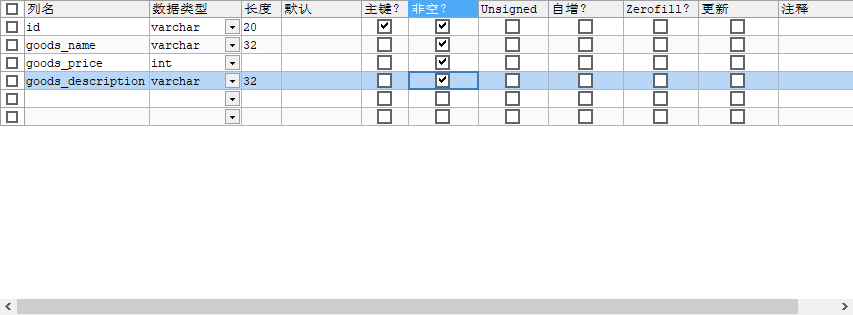 列名 数据类型 长度 默认 主键? 非空? Unsigned 自增? Zerofill? 更新 注释
id varchar 20
goods_name varchar 32
goods_price int
goods_description varchar 32